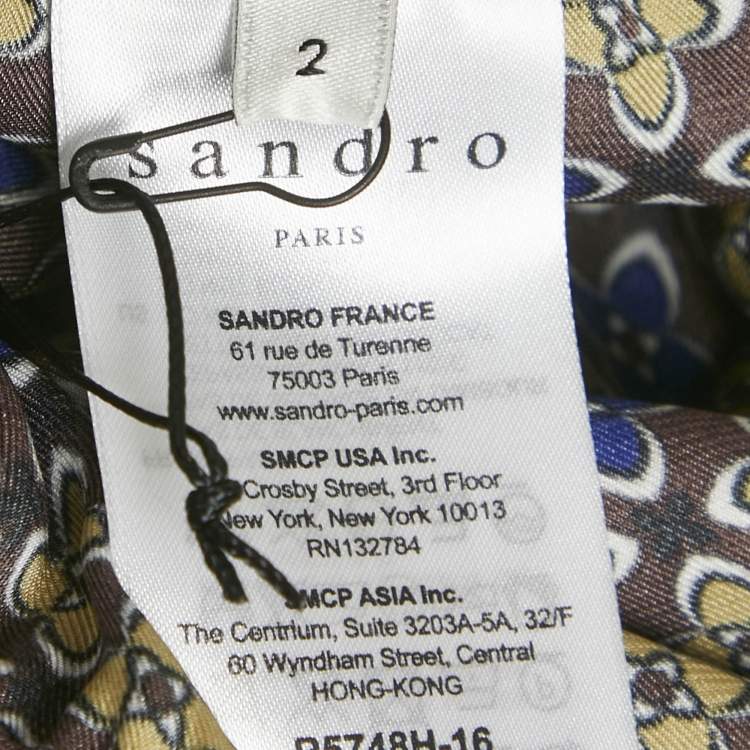 2
sandro
PARIS
SANDRO FRANCE
61 rue de Turenne
75003 Paris
www.sandro-paris.com
SMCP USA Inc.
Crosby Street, 3rd Floor
New York, New York 10013
RN132784
SMCP ASIA Inc.
The Centrium, Suite 3203A-5A, 32/F
60 Wyndham Street, Central
HONG-KONG
R5748H-16